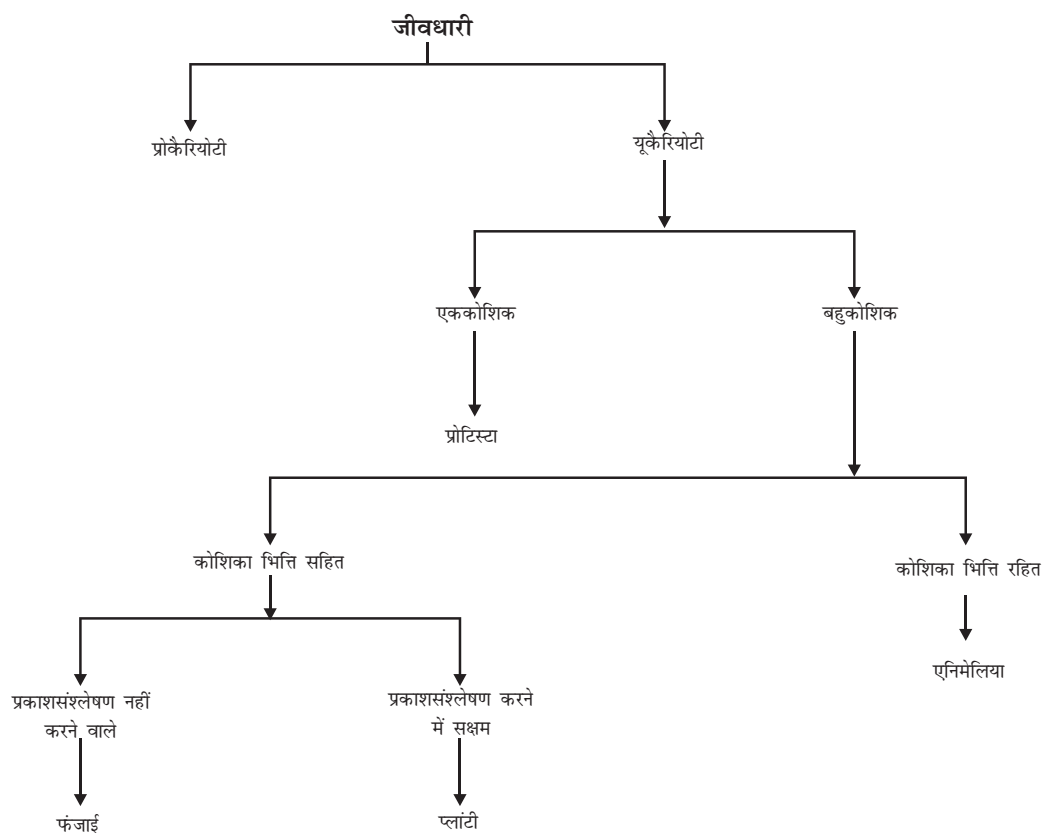 जीवधारी
प्रोकैरियोटी
यूकैरियोटी
एककोशिक
बहुकोशिक
प्रोटिस्टा
कोशिका भित्ति सहित
कोशिका भित्ति रहित
एनिमेलिया
प्रकाशसंश्लेषण नहीं
करने वाले
प्रकाशसंश्लेषण करने
में सक्षम
फंजाई
प्लांटी